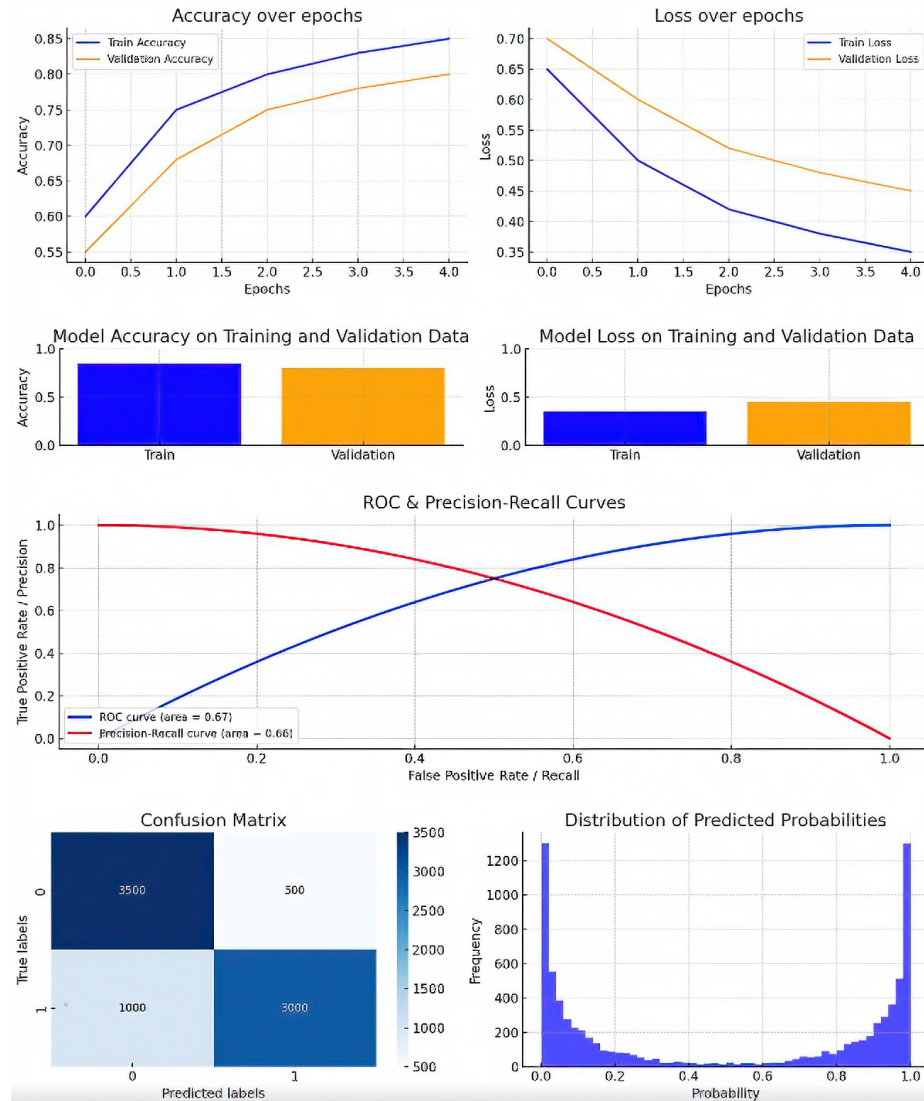 Accuracy over epochs
Train Accuracy
Validation Accuracy
Accuracy
0.85
0.80
0.75
0.70
0.65
0.60
0.55
0.0 0.5 1.0 1.5 2.0 2.5 3.0 3.5 4.0
Epochs
Loss over epochs
Train Loss
Validation Loss
Loss
0.70
0.65
0.60
0.55
0.50
0.45
0.40
0.35
0.0 0.5 1.0 1.5 2.0 2.5 3.0 3.5 4.0
Epochs
Model Accuracy on Training and Validation Data
Accuracy
1.0
0.5
0.0
Train Validation
Model Loss on Training and Validation Data
Loss
1.0
0.5
0.0
Train Validation
ROC & Precision-Recall Curves
True Positive Rate / Precision
1.0
0.8
0.6
0.4
0.2
0.0
ROC curve (area = 0.67)
Precision-Recall curve (area = 0.66)
0.0 0.2 0.4 0.6 0.8 1.0
False Positive Rate / Recall
Confusion Matrix
True labels
0
1
3500 500
1000 3000
0 1
Predicted labels
3500
3000
2500
2000
1500
1000
500
Distribution of Predicted Probabilities
Frequency
1200
1000
800
600
400
200
0
0.0 0.2 0.4 0.6 0.8 1.0
Probability